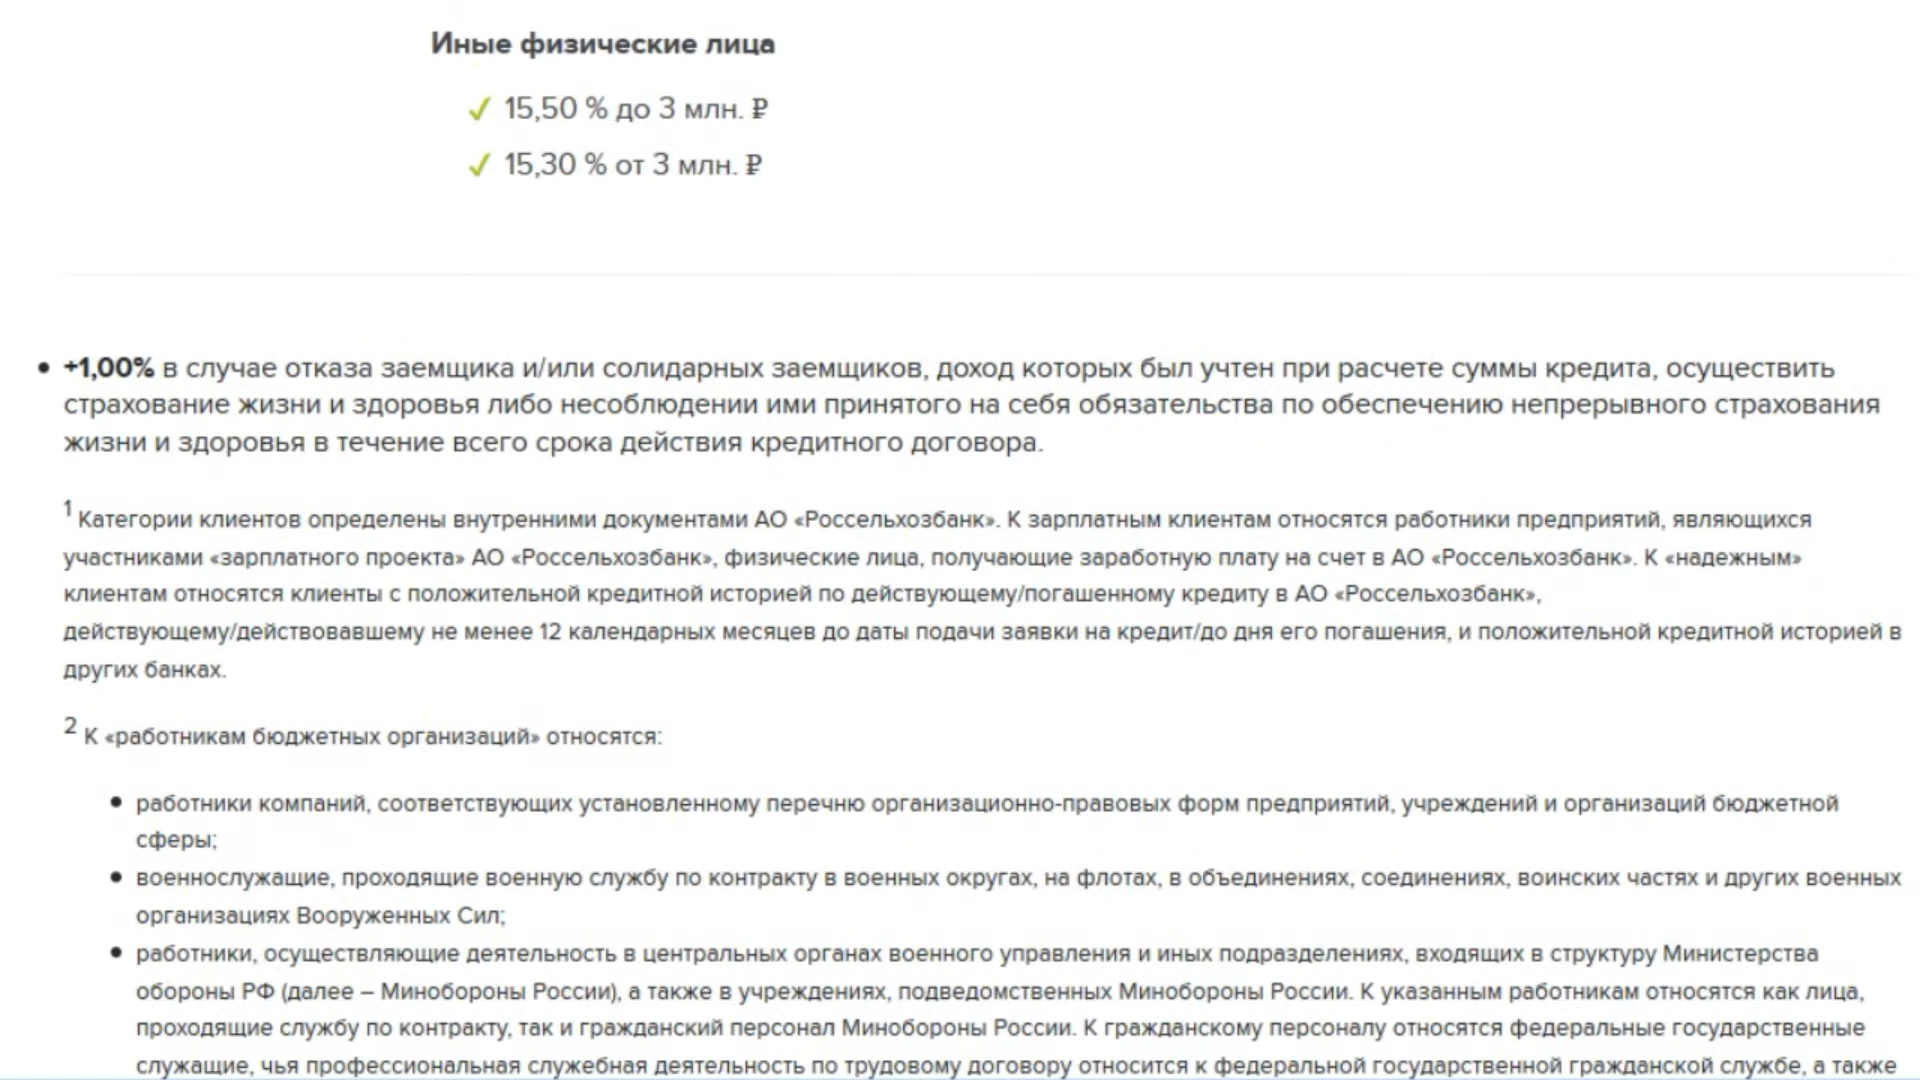 Иные физические лица
15,50 % до 3 млн. ₽
15,30 % от 3 млн. ₽
+1,00% в случае отказа заемщика и/или солидарных заемщиков, доход которых был учтен при расчете суммы кредита, осуществить
страхование жизни и здоровья либо несоблюдении ими принятого на себя обязательства по обеспечению непрерывного страхования
жизни и здоровья в течение всего срока действия кредитного договора.
1 Категории клиентов определены внутренними документами АО «Россельхозбанк». К зарплатным клиентам относятся работники предприятий, являющихся
участниками «зарплатного проекта» АО «Россельхозбанк», физические лица, получающие заработную плату на счет в АО «Россельхозбанк». К «надежным»
клиентам относятся клиенты с положительной кредитной историей по действующему/погашенному кредиту в АО «Россельхозбанк»,
действующему/действовавшему не менее 12 календарных месяцев до даты подачи заявки на кредит/до дня его погашения, и положительной кредитной историей в
других банках.
2 К «работникам бюджетных организаций» относятся:
работники компаний, соответствующих установленному перечню организационно-правовых форм предприятий, учреждений и организаций бюджетной
сферы;
военнослужащие, проходящие военную службу по контракту в военных округах, на флотах, в объединениях, соединениях, воинских частях и других военных
организациях Вооруженных Сил;
работники, осуществляющие деятельность в центральных органах военного управления и иных подразделениях, входящих в структуру Министерства
обороны РФ (далее – Минобороны России), а также в учреждениях, подведомственных Минобороны России. К указанным работникам относятся как лица,
проходящие службу по контракту, так и гражданский персонал Минобороны России. К гражданскому персоналу относятся федеральные государственные
служащие, чья профессиональная служебная деятельность по трудовому договору относится к федеральной государственной гражданской службе, а также